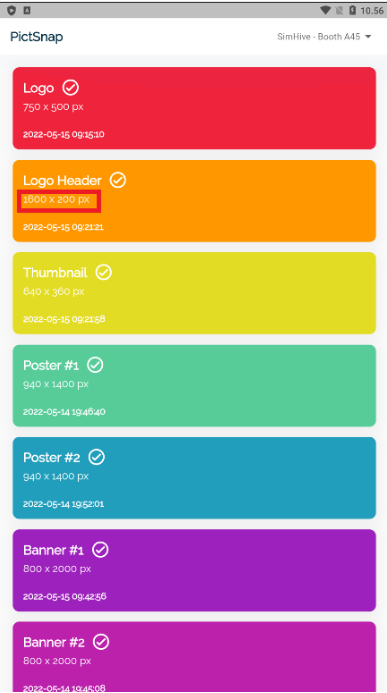 10.56
PictSnap
SimHive - Booth A45
Logo
750 x 500 px
2022-05-15 09:15:10
Logo Header
1600 x 200 px
2022-05-15 09:21:21
Thumbnail
640 x 360 px
2022-05-15 09:21:58
Poster #1
940 x 1400 px
2022-05-14 19:46:40
Poster #2
940 x 1400 px
2022-05-14 19:52:01
Banner #1
800 x 2000 px
2022-05-15 09:42:56
Banner #2
800 x 2000 px
2022-05-14 19:45:08